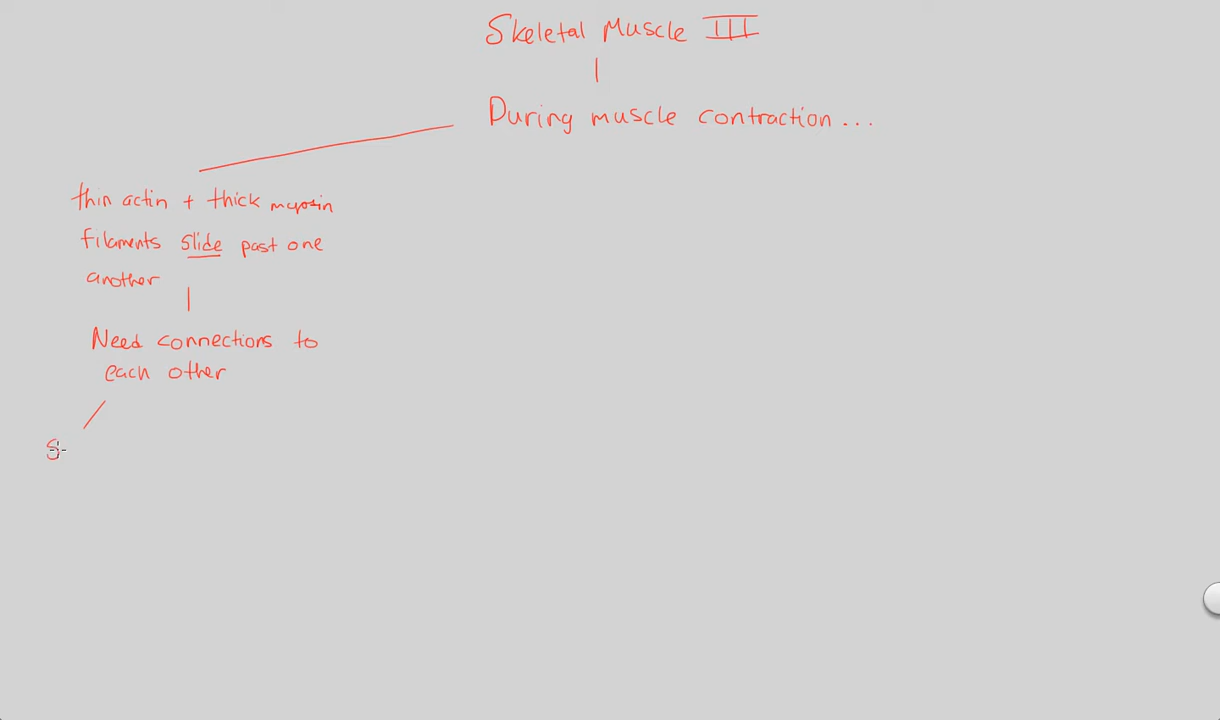 Skeletal Muscle III
During muscle contraction...
thin actin + thick myosin
filaments slide past one
another
Need connections to
each other
S